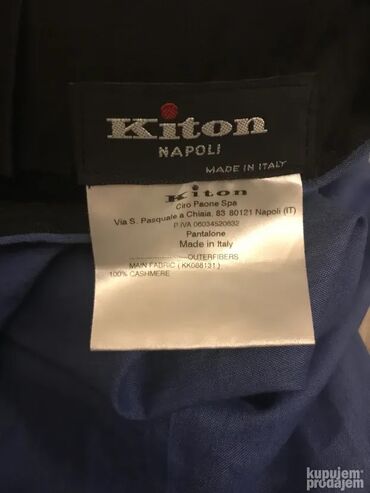 Kiton
NAPOLI
MADE IN ITALY
Kiton
Ciro Paone Spa
Via S. Pasquale a Chiaia, 83 80121 Napoli (IT)
P.IVA 06034520632
Pantalone
Made in Italy
OUTERFIBERS
MAIN FABRIC ( KK088131 )
100% CASHMERE
kupujem
prodajem